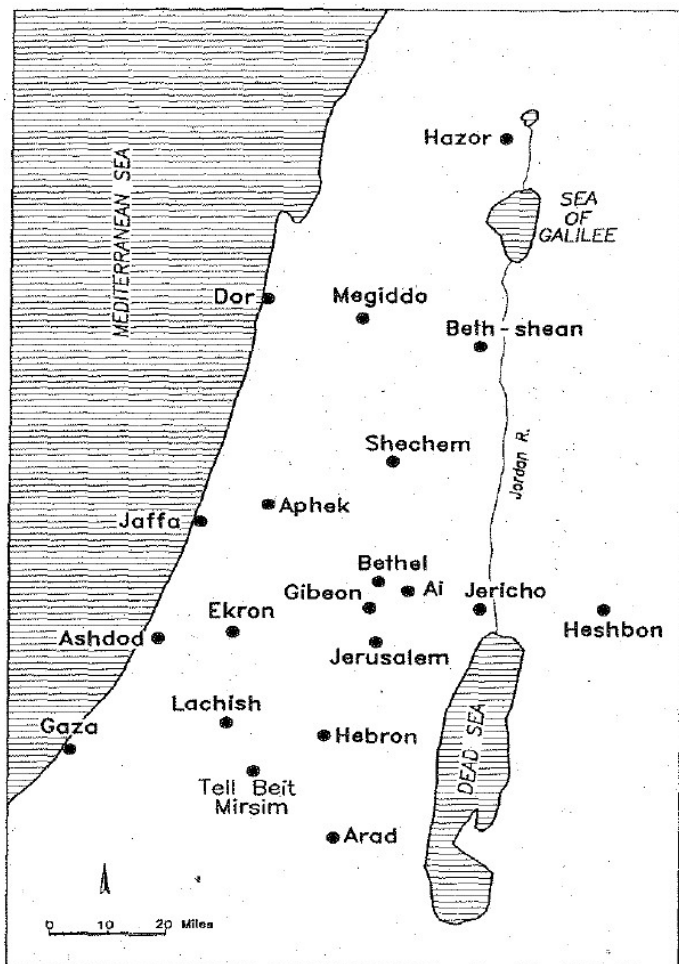 Hazor
SEA
OF
GALILEE
MEDITERRANEAN SEA
Dor
Megiddo
Beth-shean
Shechem
Jordan R.
Aphek
Jaffa
Bethel
Ai
Gibeon
Jericho
Ekron
Heshbon
Ashdod
Jerusalem
Lachish
Gaza
Hebron
DEAD SEA
Tell Beit
Mirsim
Arad
0 10 20 Miles